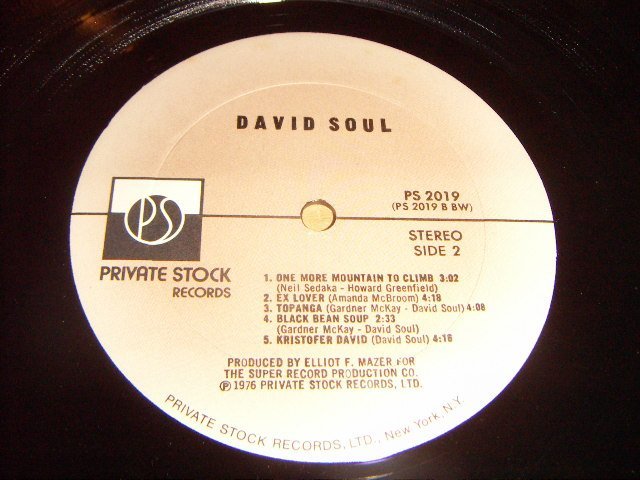 DAVID SOUL
PS
PRIVATE STOCK
RECORDS
PS 2019
(PS 2019 B BW)
STEREO
SIDE 2
1. ONE MORE MOUNTAIN TO CLIMB 3:02
(Neil Sedaka - Howard Greenfield)
2. EX LOVER (Amanda McBroom) 4:18
3. TOPANGA (Gardner McKay - David Soul) 4:08
4. BLACK BEAN SOUP 2:33
(Gardner McKay - David Soul)
5. KRISTOFER DAVID (David Soul) 4:16
PRODUCED BY ELLIOT F. MAZER FOR
THE SUPER RECORD PRODUCTION CO.
℗ 1976 PRIVATE STOCK RECORDS, LTD.
PRIVATE STOCK RECORDS, LTD., New York, N.Y.